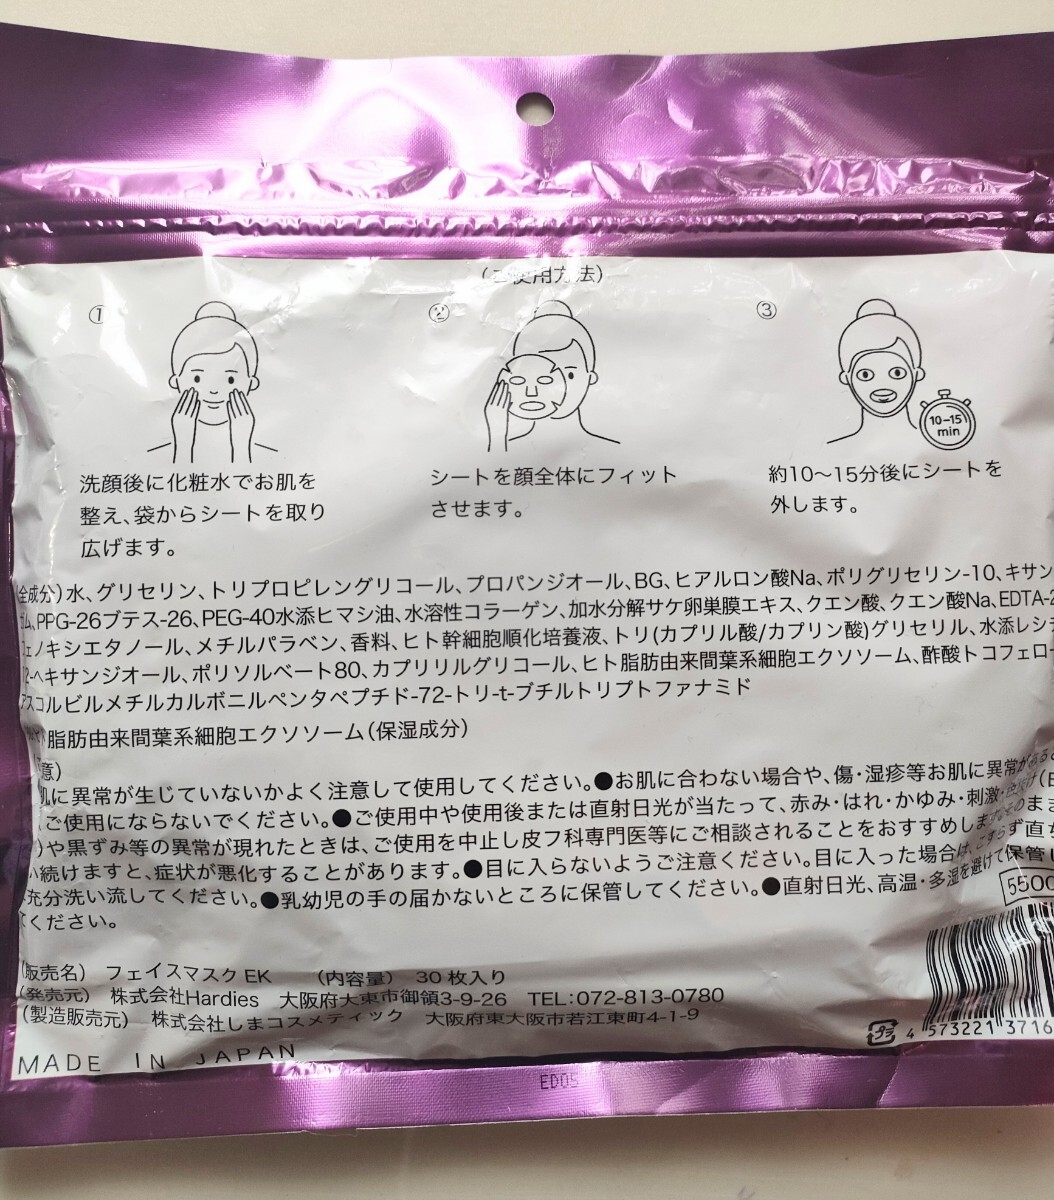 (ご使用方法)
①
②
③
10-15
min
洗顔後に化粧水でお肌を
整え、袋からシートを取り
広げます。
シートを顔全体にフィット
させます。
約10〜15分後にシートを
外します。
全成分)水、グリセリン、トリプロピレングリコール、プロパンジオール、BG、ヒアルロン酸Na、ポリグリセリン-10、キサン
ム、PPG-26ブテス-26、PEG-40水添ヒマシ油、水溶性コラーゲン、加水分解サケ卵巣膜エキス、クエン酸、クエン酸Na、EDTA-2
ェノキシエタノール、メチルパラベン、香料、ヒト幹細胞順化培養液、トリ(カプリル酸/カプリン酸)グリセリル、水添レシチ
2-ヘキサンジオール、ポリソルベート80、カプリリルグリコール、ヒト脂肪由来間葉系細胞エクソソーム、酢酸トコフェロー
アスコルビルメチルカルボニルペンタペプチド-72-トリ-t-ブチルトリプトファナミド
脂肪由来間葉系細胞エクソソーム(保湿成分)
意)
肌に異常が生じていないかよく注意して使用してください。●お肌に合わない場合や、傷・湿疹等お肌に異常がある
ご使用にならないでください。●ご使用中や使用後または直射日光が当たって、赤み・はれ・かゆみ・刺激・色抜け(
)や黒ずみ等の異常が現れたときは、ご使用を中止し皮フ科専門医等にご相談されることをおすすめします。そのまま
い続けますと、症状が悪化することがあります。●目に入らないようご注意ください。目に入った場合は、こすらず直ち
充分洗い流してください。●乳幼児の手の届かないところに保管してください。●直射日光、高温・多湿を避けて保管し
ください。
5500
(販売名) フェイスマスク EK (内容量) 30枚入り
(発売元) 株式会社Hardies 大阪府大東市御領3-9-26 TEL:072-813-0780
(製造販売元) 株式会社しまコスメティック 大阪府東大阪市若江東町4-1-9
プラ
4 573221 3716
MADE IN JAPAN